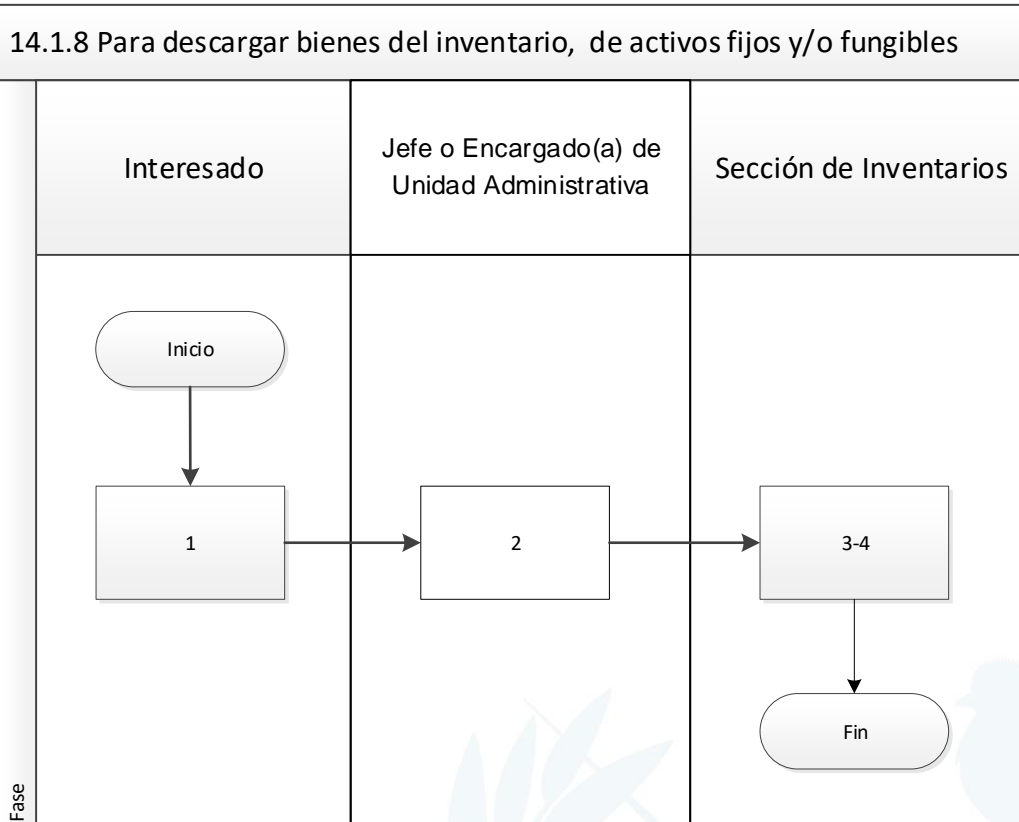 14.1.8 Para descargar bienes del inventario, de activos fijos y/o fungibles
Interesado
Jefe o Encargado(a) de
Unidad Administrativa
Sección de Inventarios
Inicio
1
2
3-4
Fin
Fase